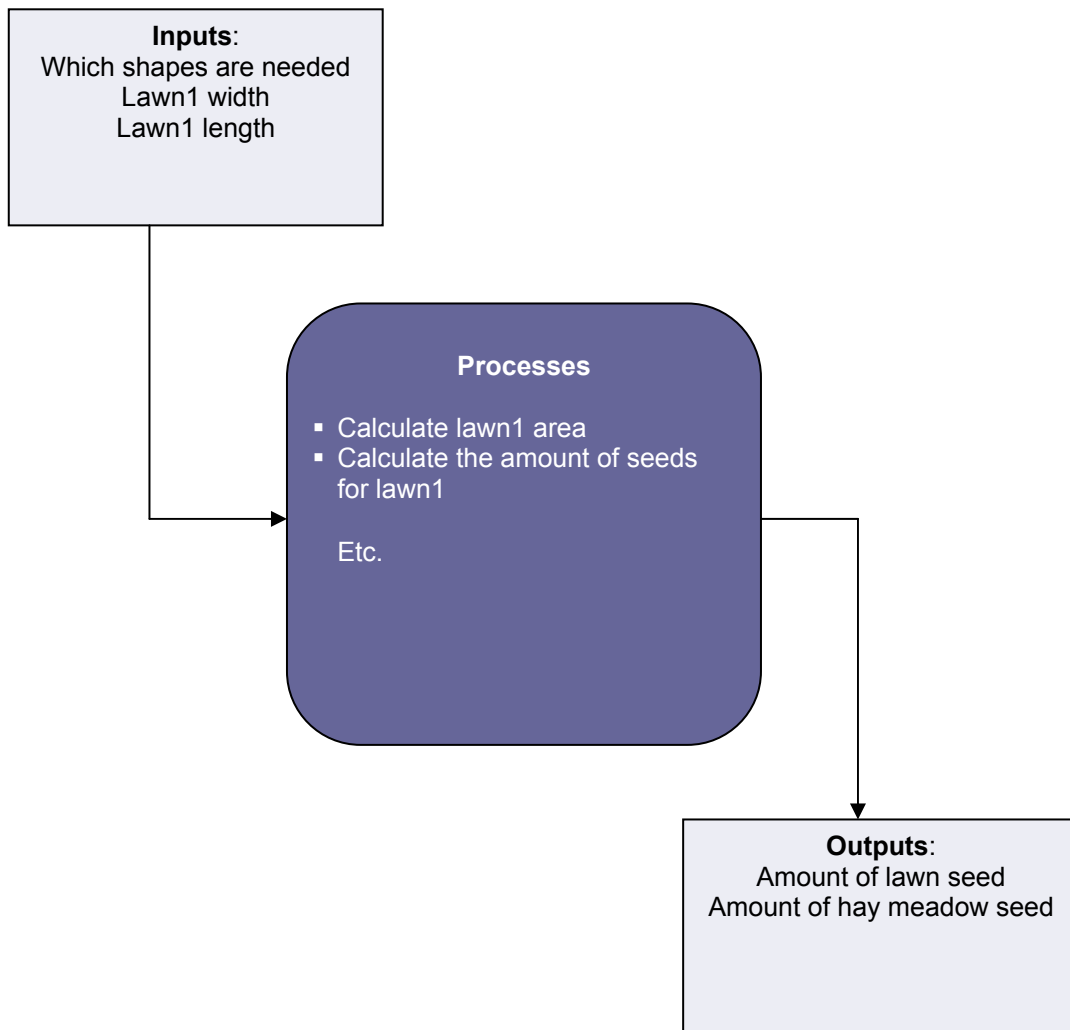 Inputs:
Which shapes are needed
Lawn1 width
Lawn1 length
Processes
▪ Calculate lawn1 area
▪ Calculate the amount of seeds
for lawn1
Etc.
Outputs:
Amount of lawn seed
Amount of hay meadow seed